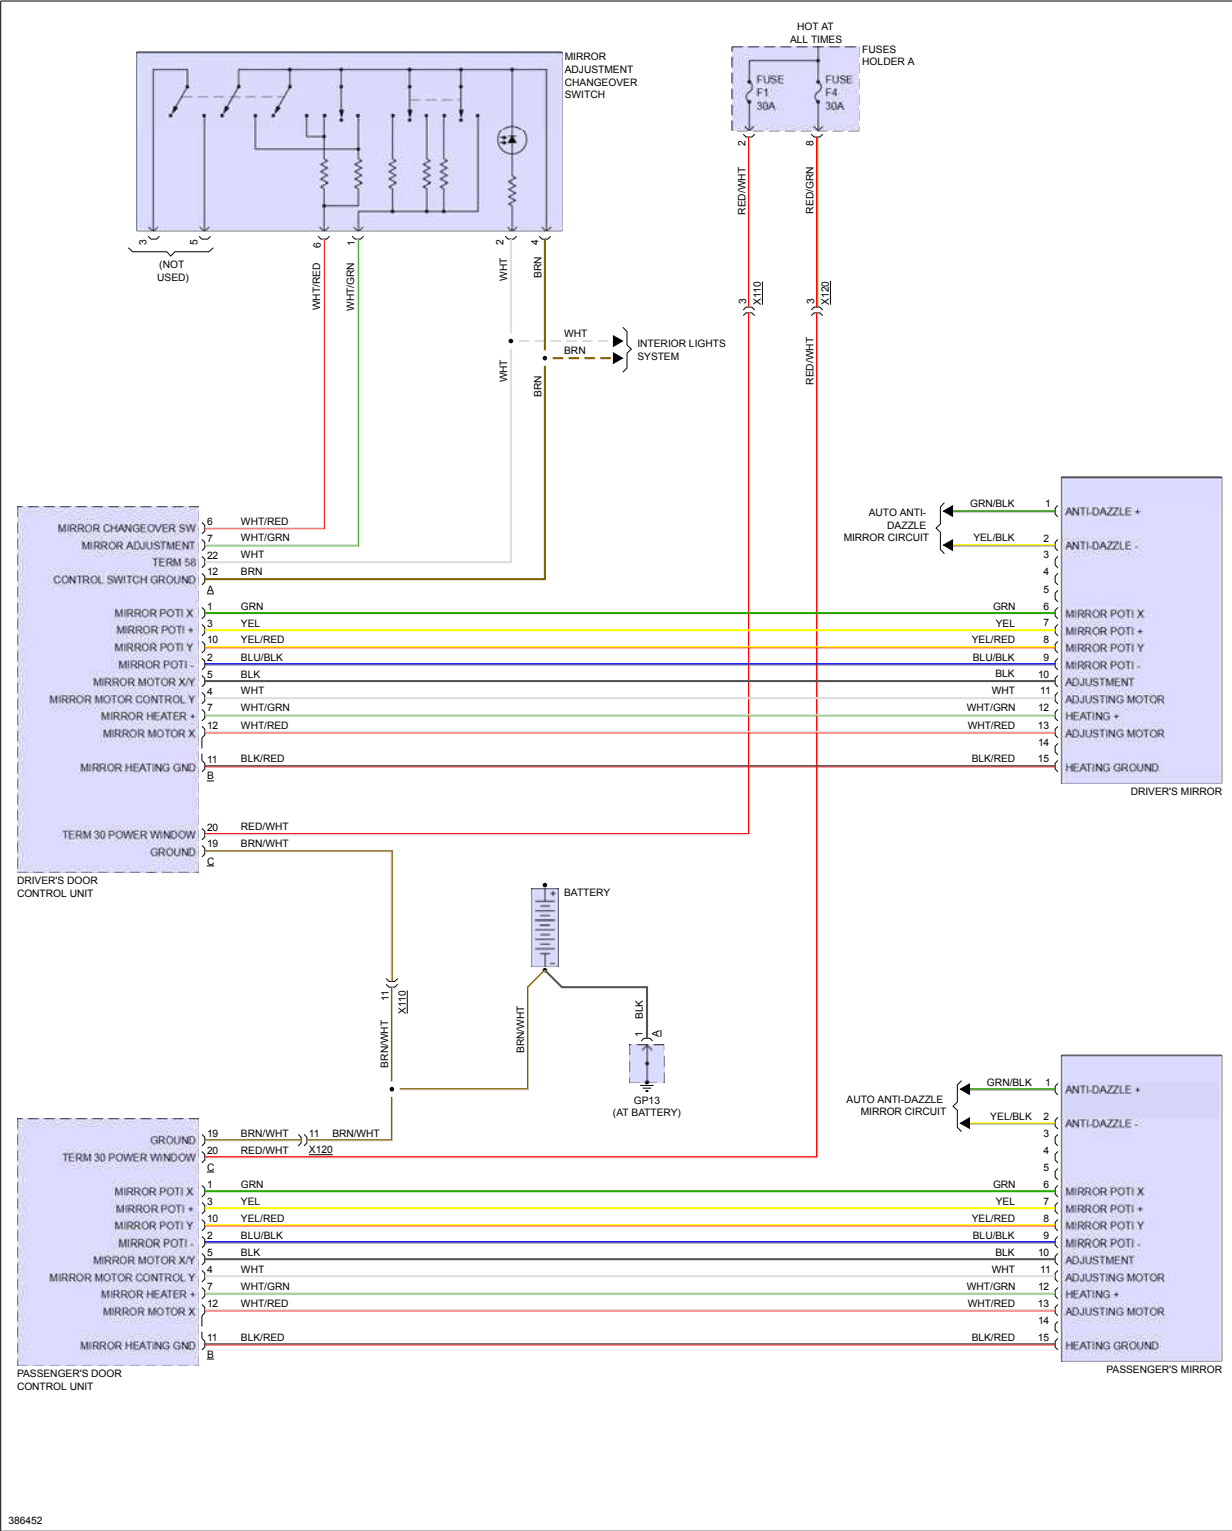 HOT AT
ALL TIMES
MIRROR
ADJUSTMENT
CHANGEOVER
SWITCH
FUSES
HOLDER A
FUSE
F1
30A
FUSE
F4
30A
2
8
RED/WHT
RED/GRN
3
5
6
1
2
4
(NOT
USED)
WHT/RED
WHT/GRN
WHT
BRN
3
X110
3
X120
WHT
BRN
INTERIOR LIGHTS
SYSTEM
WHT
BRN
RED/WHT
MIRROR CHANGEOVER SW 6 WHT/RED
MIRROR ADJUSTMENT 7 WHT/GRN
TERM 58 22 WHT
CONTROL SWITCH GROUND 12 BRN
A
AUTO ANTI-
DAZZLE
MIRROR CIRCUIT
GRN/BLK 1 ANTI-DAZZLE +
YEL/BLK 2 ANTI-DAZZLE -
3
4
5
MIRROR POTI X 1 GRN GRN 6 MIRROR POTI X
MIRROR POTI + 3 YEL YEL 7 MIRROR POTI +
MIRROR POTI Y 10 YEL/RED YEL/RED 8 MIRROR POTI Y
MIRROR POTI - 2 BLU/BLK BLU/BLK 9 MIRROR POTI -
MIRROR MOTOR X/Y 5 BLK BLK 10 ADJUSTMENT
MIRROR MOTOR CONTROL Y 4 WHT WHT 11 ADJUSTING MOTOR
MIRROR HEATER + 7 WHT/GRN WHT/GRN 12 HEATING +
MIRROR MOTOR X 12 WHT/RED WHT/RED 13 ADJUSTING MOTOR
14
MIRROR HEATING GND 11 BLK/RED BLK/RED 15 HEATING GROUND
B
DRIVER'S MIRROR
TERM 30 POWER WINDOW 20 RED/WHT
GROUND 19 BRN/WHT
C
DRIVER'S DOOR
CONTROL UNIT
+
BATTERY
-
11
X110
BRN/WHT
BRN/WHT
BLK
1
A1
GP13
(AT BATTERY)
AUTO ANTI-DAZZLE
MIRROR CIRCUIT
GRN/BLK 1 ANTI-DAZZLE +
YEL/BLK 2 ANTI-DAZZLE -
3
4
5
GROUND 19 BRN/WHT 11 BRN/WHT
X120
TERM 30 POWER WINDOW 20 RED/WHT
C
MIRROR POTI X 1 GRN GRN 6 MIRROR POTI X
MIRROR POTI + 3 YEL YEL 7 MIRROR POTI +
MIRROR POTI Y 10 YEL/RED YEL/RED 8 MIRROR POTI Y
MIRROR POTI - 2 BLU/BLK BLU/BLK 9 MIRROR POTI -
MIRROR MOTOR X/Y 5 BLK BLK 10 ADJUSTMENT
MIRROR MOTOR CONTROL Y 4 WHT WHT 11 ADJUSTING MOTOR
MIRROR HEATER + 7 WHT/GRN WHT/GRN 12 HEATING +
MIRROR MOTOR X 12 WHT/RED WHT/RED 13 ADJUSTING MOTOR
14
MIRROR HEATING GND 11 BLK/RED BLK/RED 15 HEATING GROUND
B
PASSENGER'S DOOR
CONTROL UNIT
PASSENGER'S MIRROR
386452